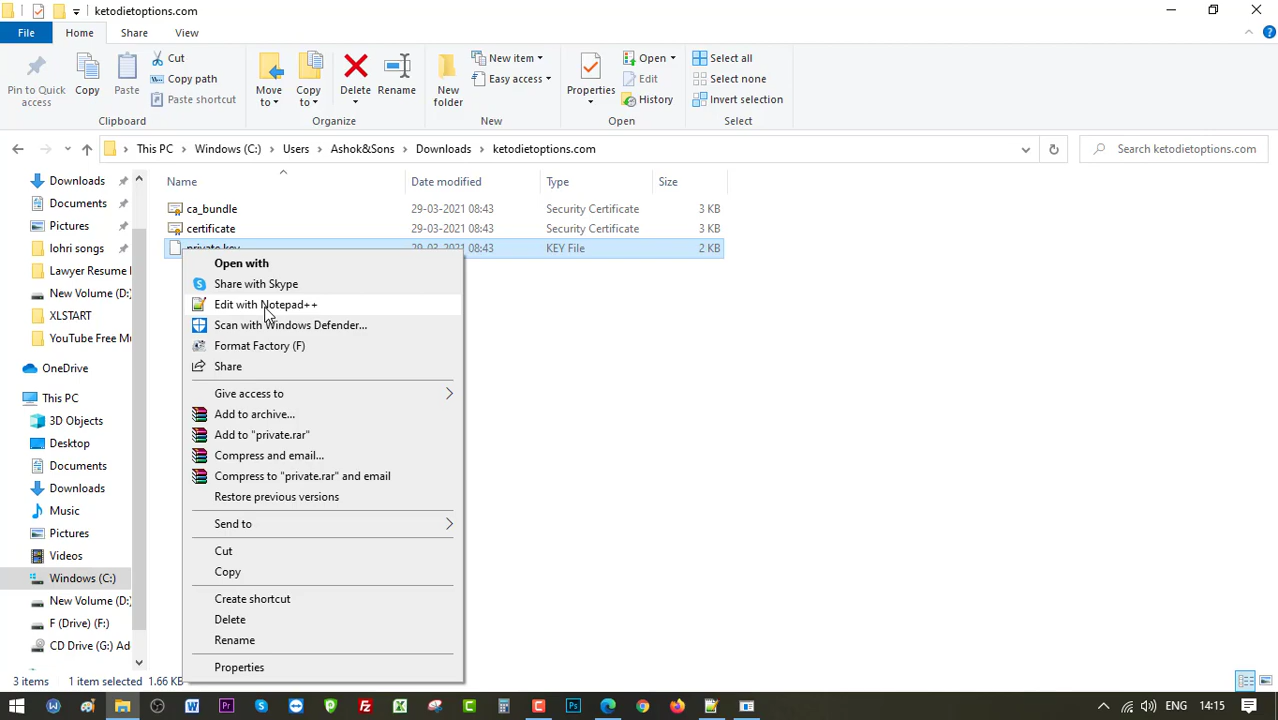 ketodietoptions.com
File Home Share View
Pin to Quick access
Copy
Paste
Cut
Copy path
Paste shortcut
Clipboard
Move to
Copy to
Delete
Rename
Organize
New folder
New item
Easy access
New
Properties
Open
Edit
History
Open
Select all
Select none
Invert selection
Select
This PC Windows (C:) Users Ashok&Sons Downloads ketodietoptions.com
Search ketodietoptions.com
Name Date modified Type Size
ca_bundle 29-03-2021 08:43 Security Certificate 3 KB
certificate 29-03-2021 08:43 Security Certificate 3 KB
private.key 29-03-2021 08:43 KEY File 2 KB
Downloads
Documents
Pictures
lohri songs
Lawyer Resume
New Volume (D:)
XLSTART
YouTube Free Mu
OneDrive
This PC
3D Objects
Desktop
Documents
Downloads
Music
Pictures
Videos
Windows (C:)
New Volume (D:)
F (Drive) (F:)
CD Drive (G:) Ad
Open with
Share with Skype
Edit with Notepad++
Scan with Windows Defender...
Format Factory (F)
Share
Give access to
Add to archive...
Add to "private.rar"
Compress and email...
Compress to "private.rar" and email
Restore previous versions
Send to
Cut
Copy
Create shortcut
Delete
Rename
Properties
3 items 1 item selected 1.66 KB
ENG 14:15